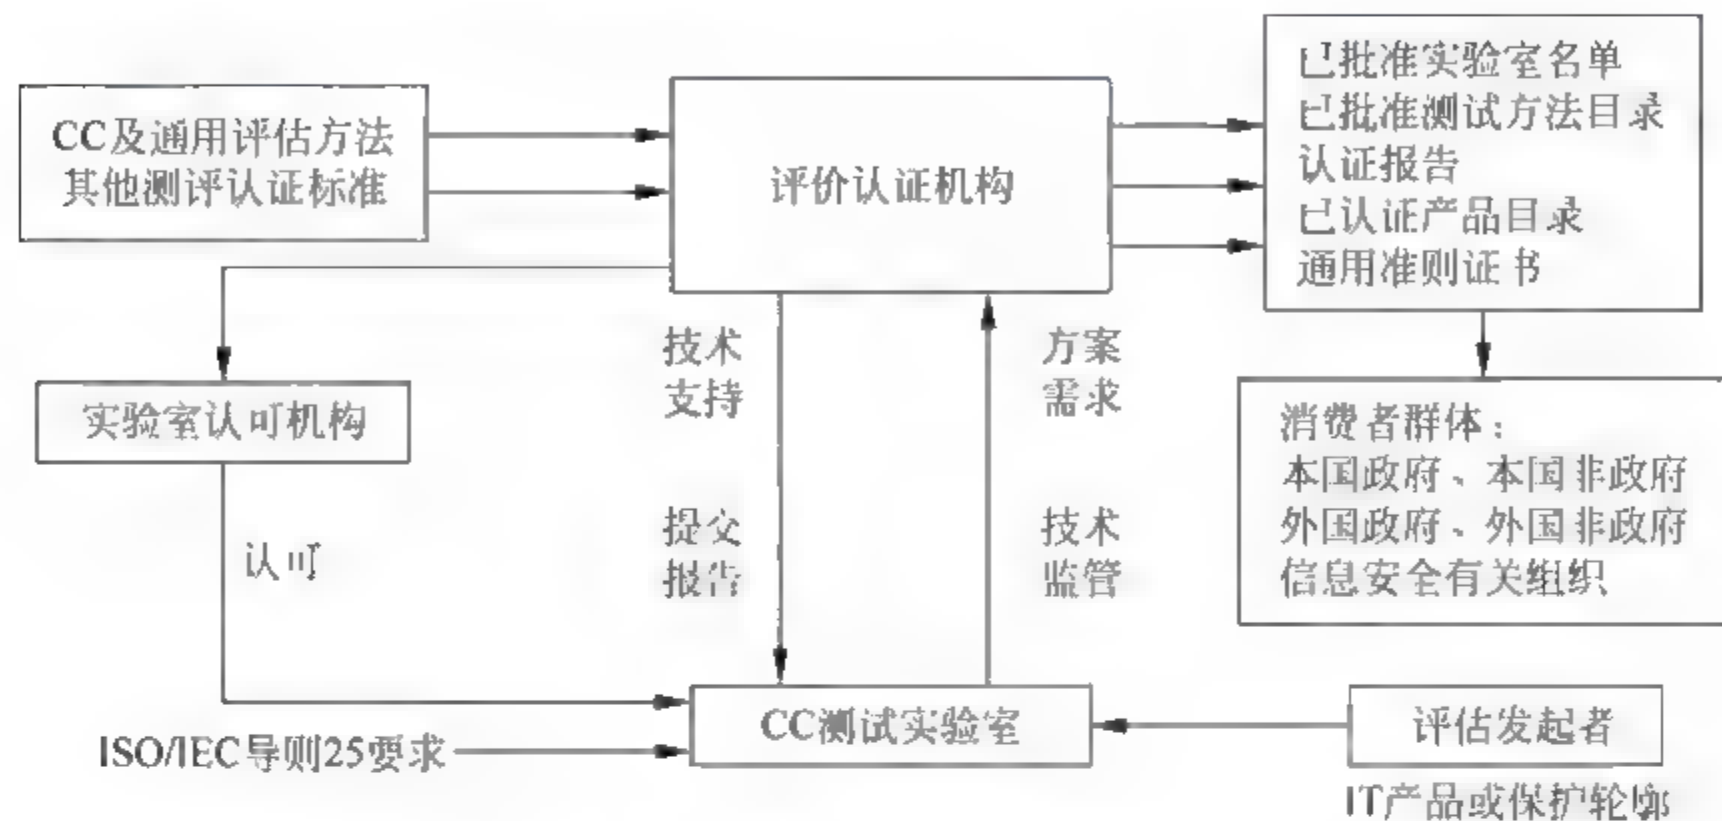 CC及通用评估方法
其他测评认证标准
评价认证机构
已批准实验室名单
已批准测试方法目录
认证报告
已认证产品目录
通用准则证书
技术
支持
方案
需求
实验室认可机构
消费者群体：
本国政府、本国非政府
外国政府、外国非政府
信息安全有关组织
认可
提交
报告
技术
监管
CC测试实验室
评估发起者
ISO/IEC导则25要求
IT产品或保护轮廓